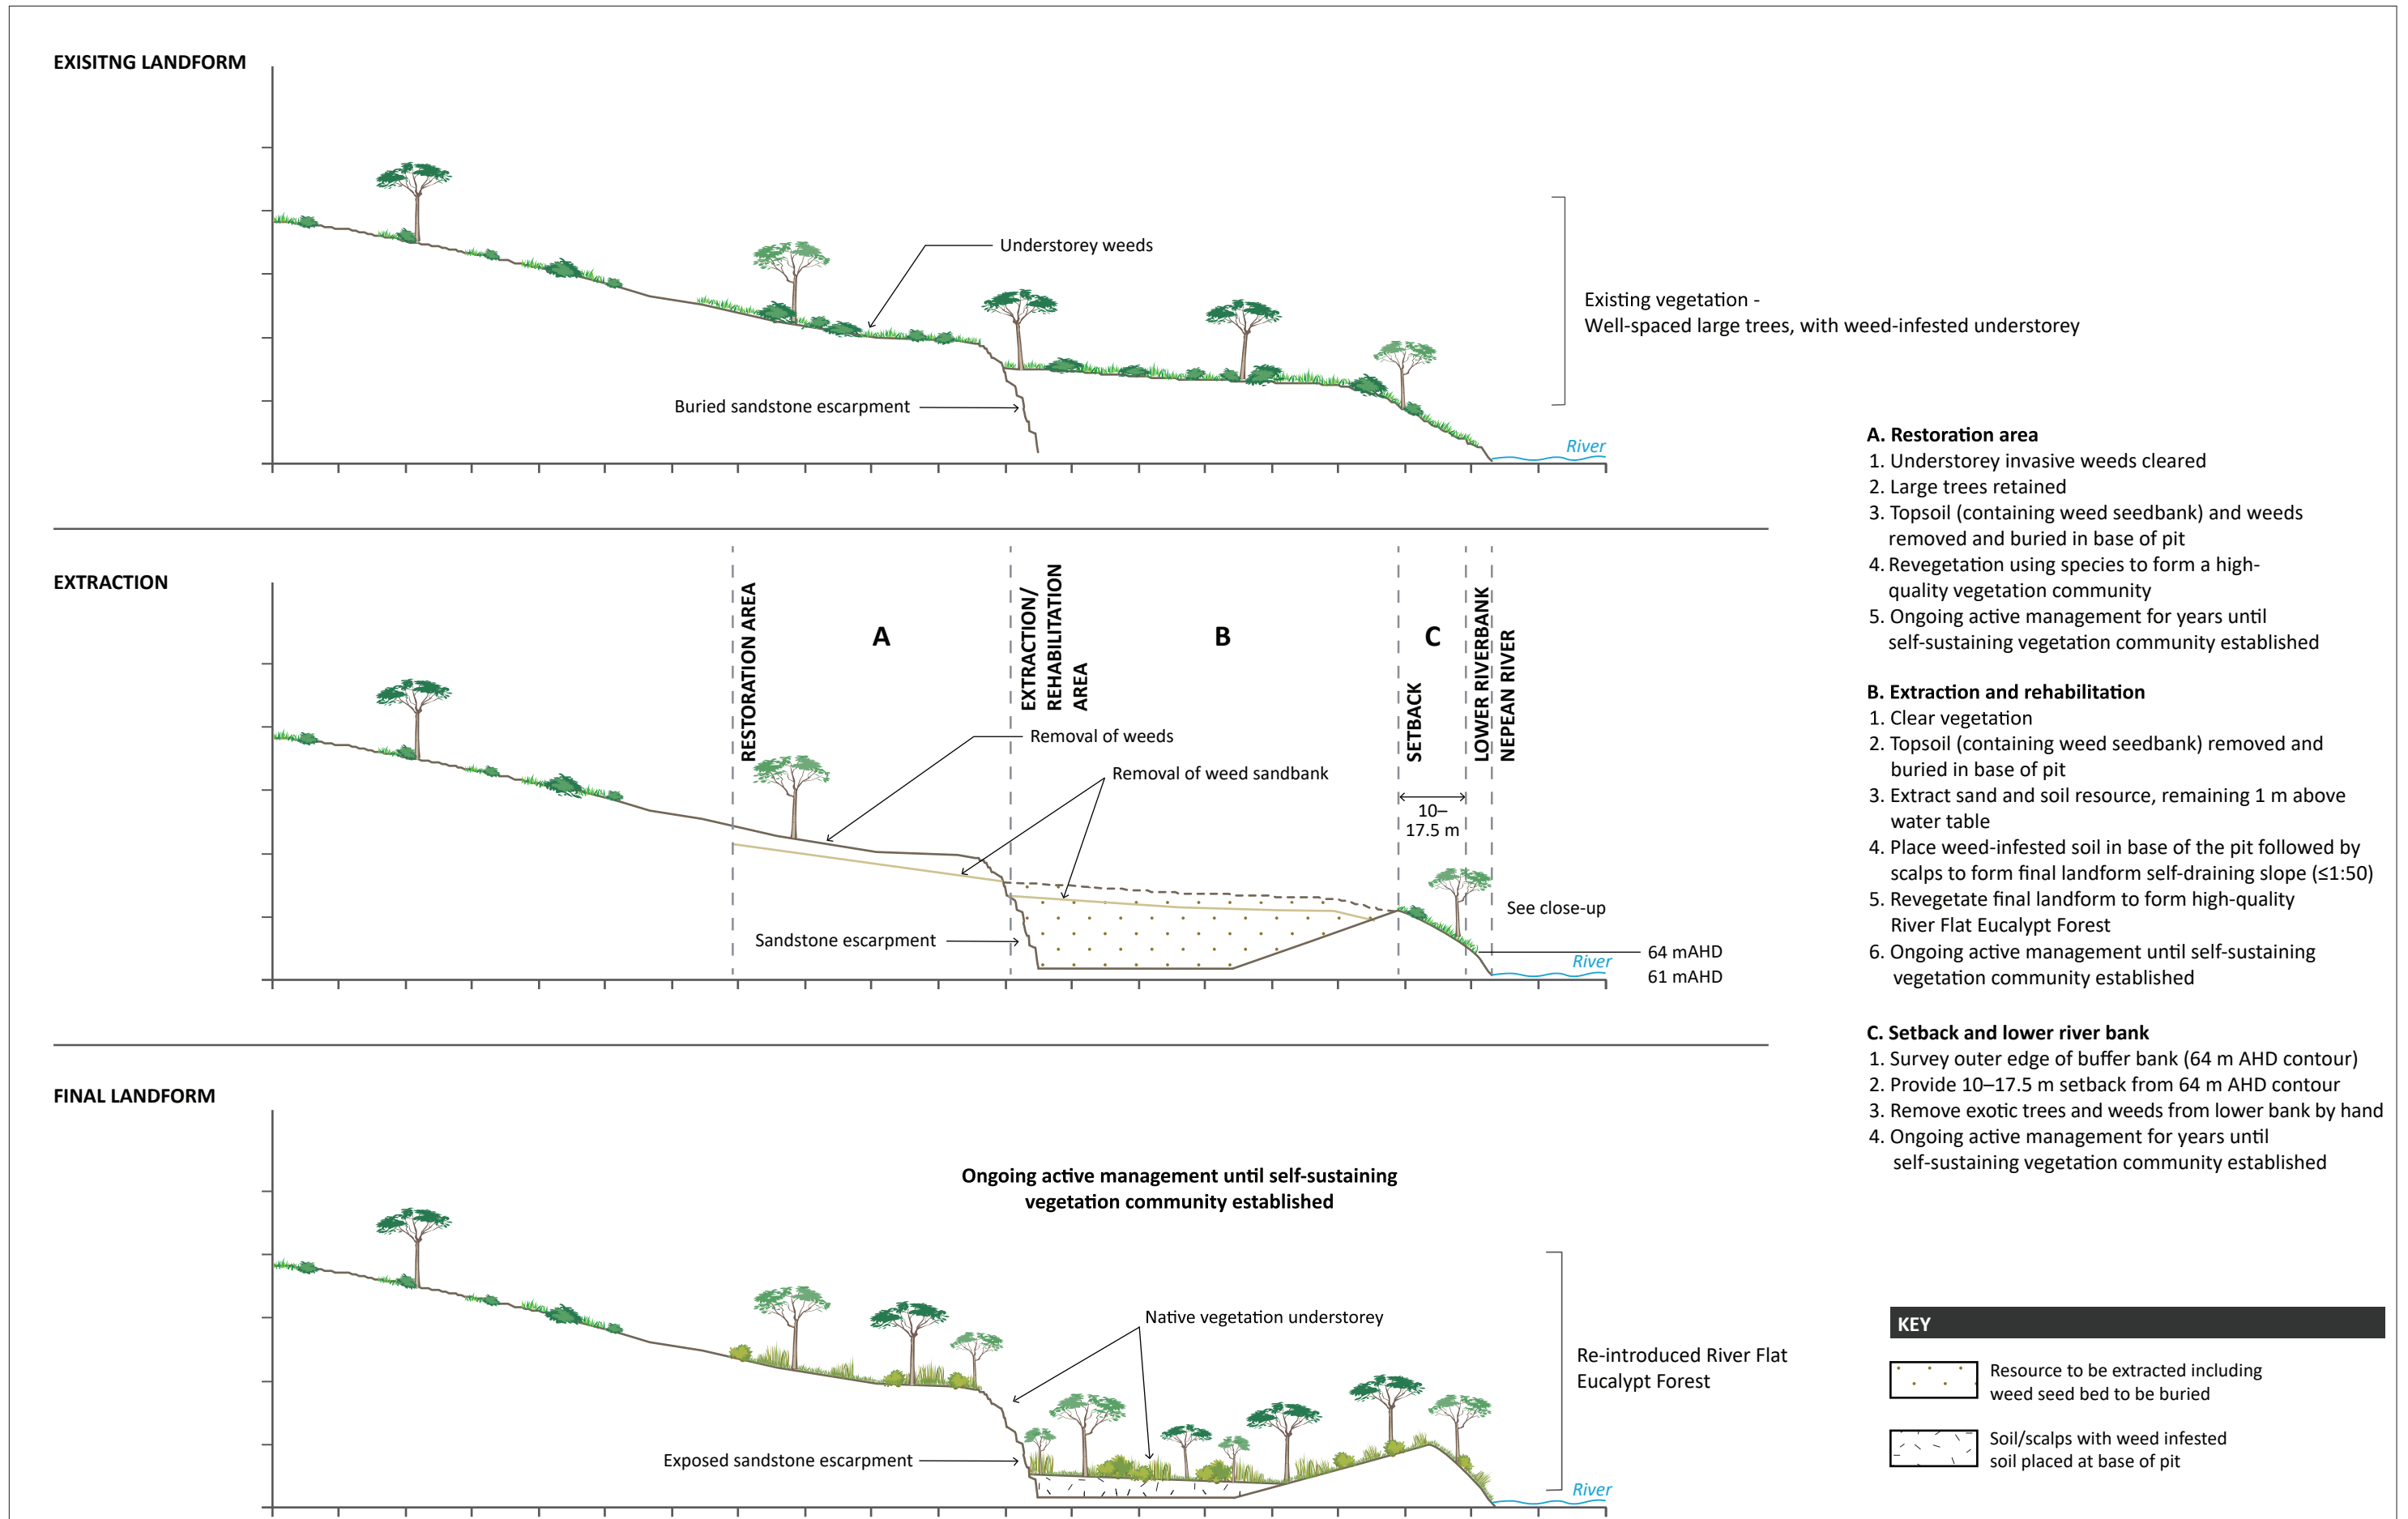 EXISITNG LANDFORM
Understorey weeds
Existing vegetation -
Well-spaced large trees, with weed-infested understorey
Buried sandstone escarpment
River
EXTRACTION
RESTORATION AREA
A
EXTRACTION/
REHABILITATION
AREA
B
C
SETBACK
LOWER RIVERBANK
NEPEAN RIVER
Removal of weeds
Removal of weed sandbank
10–
17.5 m
See close-up
Sandstone escarpment
64 mAHD
River
61 mAHD
FINAL LANDFORM
Ongoing active management until self-sustaining
vegetation community established
Native vegetation understorey
Re-introduced River Flat
Eucalypt Forest
Exposed sandstone escarpment
River
A. Restoration area
1. Understorey invasive weeds cleared
2. Large trees retained
3. Topsoil (containing weed seedbank) and weeds
removed and buried in base of pit
4. Revegetation using species to form a high-
quality vegetation community
5. Ongoing active management for years until
self-sustaining vegetation community established
B. Extraction and rehabilitation
1. Clear vegetation
2. Topsoil (containing weed seedbank) removed and
buried in base of pit
3. Extract sand and soil resource, remaining 1 m above
water table
4. Place weed-infested soil in base of the pit followed by
scalps to form final landform self-draining slope (≤1:50)
5. Revegetate final landform to form high-quality
River Flat Eucalypt Forest
6. Ongoing active management until self-sustaining
vegetation community established
C. Setback and lower river bank
1. Survey outer edge of buffer bank (64 m AHD contour)
2. Provide 10–17.5 m setback from 64 m AHD contour
3. Remove exotic trees and weeds from lower bank by hand
4. Ongoing active management for years until
self-sustaining vegetation community established
KEY
Resource to be extracted including
weed seed bed to be buried
Soil/scalps with weed infested
soil placed at base of pit